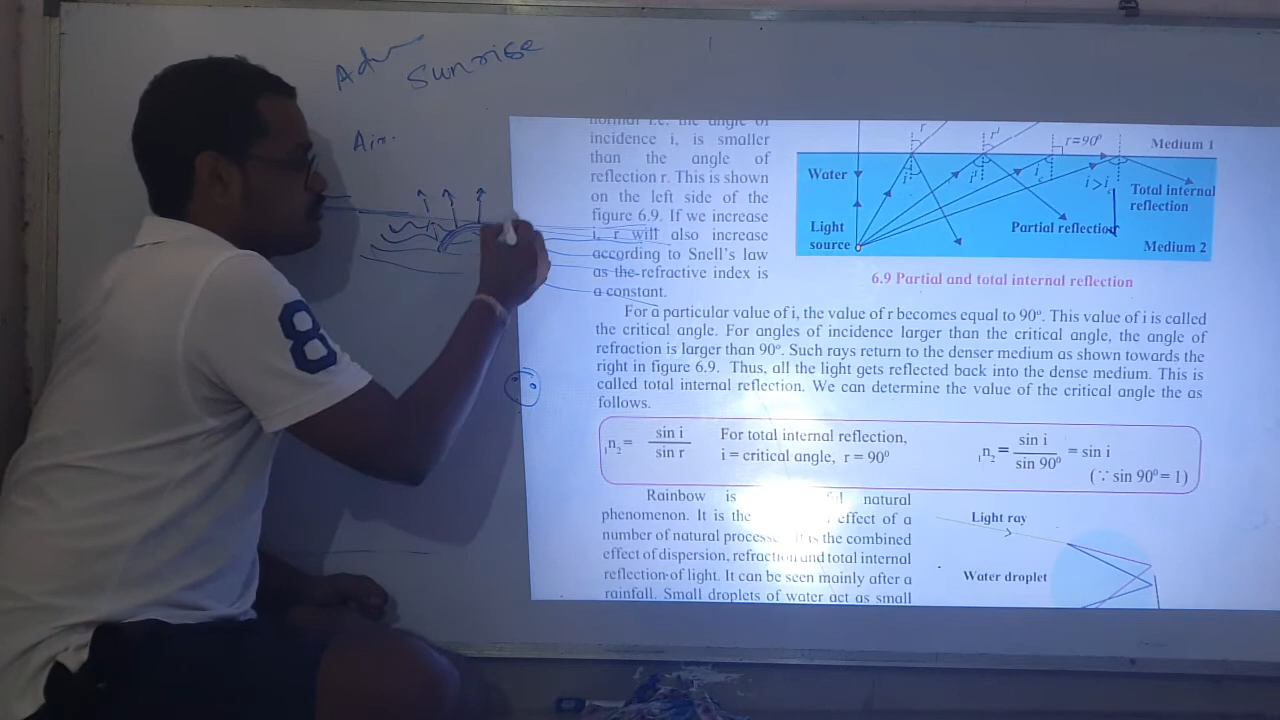 Adv
Sunrise
Air.
8
incidence i, is smaller
than the angle of
reflection r. This is shown
on the left side of the
figure 6.9. If we increase
i, r will also increase
according to Snell's law
as the refractive index is
a constant.
r
r'
r=90°
Medium 1
Water
i
i'
i>i
Total internal
reflection
Light
source
Partial reflection
Medium 2
6.9 Partial and total internal reflection
For a particular value of i, the value of r becomes equal to 90°. This value of i is called
the critical angle. For angles of incidence larger than the critical angle, the angle of
refraction is larger than 90°. Such rays return to the denser medium as shown towards the
right in figure 6.9. Thus, all the light gets reflected back into the dense medium. This is
called total internal reflection. We can determine the value of the critical angle the as
follows.
₁n₂ = sin i / sin r
For total internal reflection,
i = critical angle, r = 90°
₁n₂ = sin i / sin 90° = sin i
(∵ sin 90° = 1)
Rainbow is natural
phenomenon. It is the effect of a
number of natural is the combined
effect of dispersion, refraction and total internal
reflection of light. It can be seen mainly after a
rainfall. Small droplets of water act as small
Light ray
Water droplet